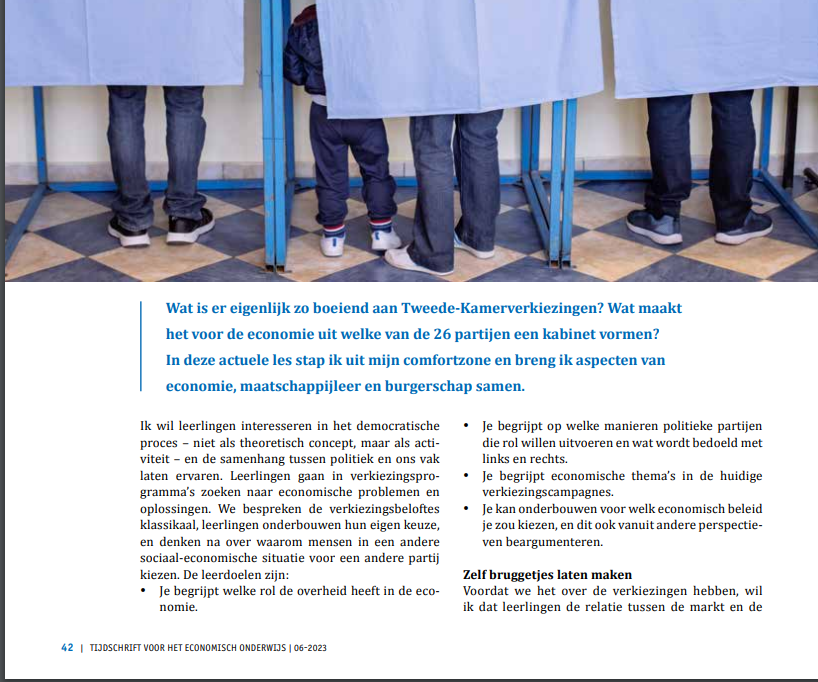 Wat is er eigenlijk zo boeiend aan Tweede-Kamerverkiezingen? Wat maakt
het voor de economie uit welke van de 26 partijen een kabinet vormen?
In deze actuele les stap ik uit mijn comfortzone en breng ik aspecten van
economie, maatschappijleer en burgerschap samen.
Ik wil leerlingen interesseren in het democratische
proces – niet als theoretisch concept, maar als acti-
viteit – en de samenhang tussen politiek en ons vak
laten ervaren. Leerlingen gaan in verkiezingspro-
gramma's zoeken naar economische problemen en
oplossingen. We bespreken de verkiezingsbeloftes
klassikaal, leerlingen onderbouwen hun eigen keuze,
en denken na over waarom mensen in een andere
sociaal-economische situatie voor een andere partij
kiezen. De leerdoelen zijn:
• Je begrijpt welke rol de overheid heeft in de eco-
nomie.
• Je begrijpt op welke manieren politieke partijen
die rol willen uitvoeren en wat wordt bedoeld met
links en rechts.
• Je begrijpt economische thema's in de huidige
verkiezingscampagnes.
• Je kan onderbouwen voor welk economisch beleid
je zou kiezen, en dit ook vanuit andere perspectie-
ven beargumenteren.
Zelf bruggetjes laten maken
Voordat we het over de verkiezingen hebben, wil
ik dat leerlingen de relatie tussen de markt en de
42 | TIJDSCHRIFT VOOR HET ECONOMISCH ONDERWIJS | 06-2023